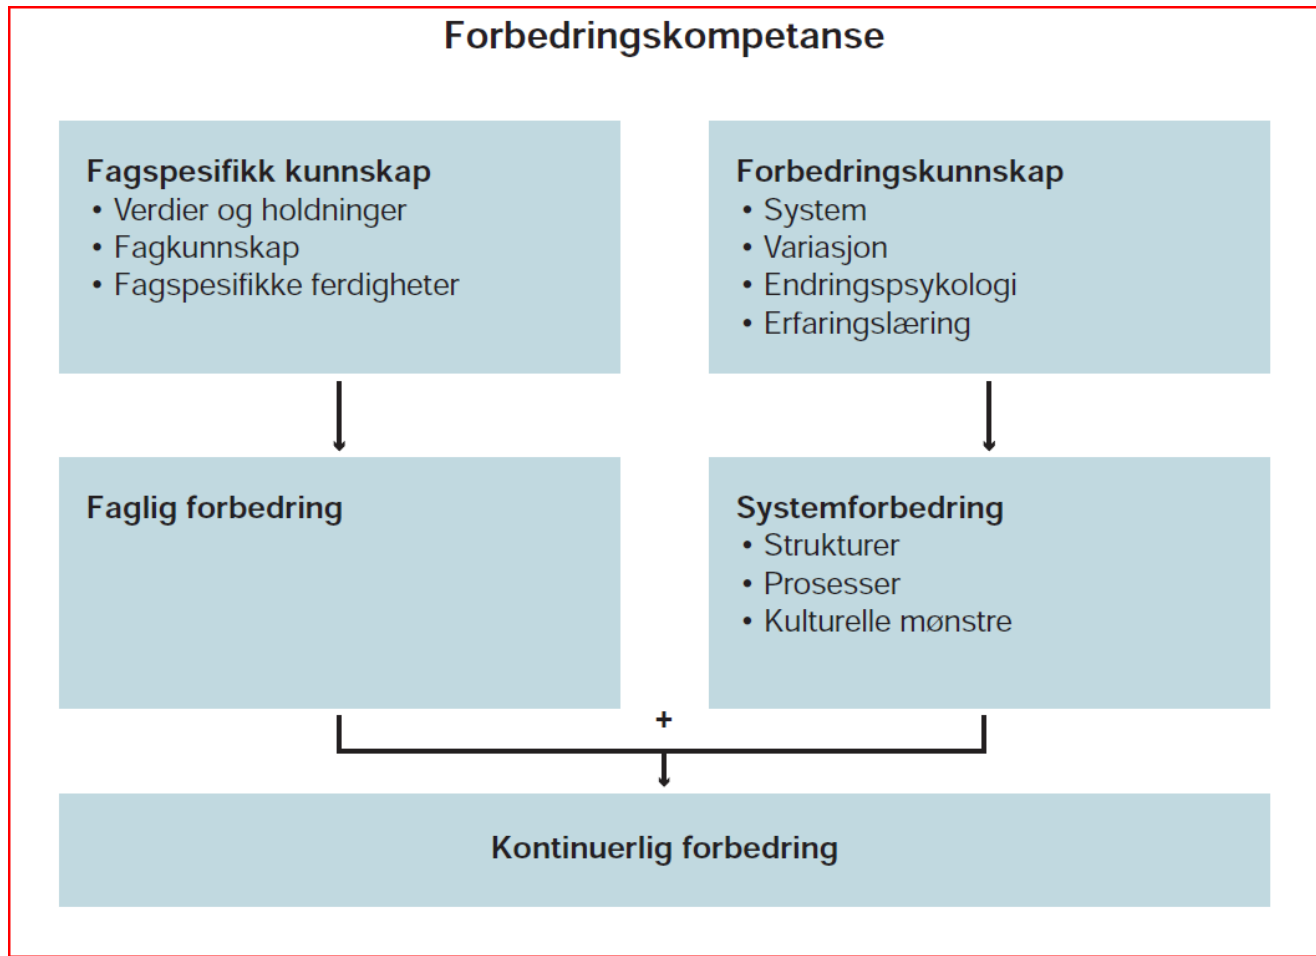 Forbedringskompetanse
Fagspesifikk kunnskap
• Verdier og holdninger
• Fagkunnskap
• Fagspesifikke ferdigheter
Forbedringskunnskap
• System
• Variasjon
• Endringspsykologi
• Erfaringslæring
Faglig forbedring
Systemforbedring
• Strukturer
• Prosesser
• Kulturelle mønstre
+
Kontinuerlig forbedring